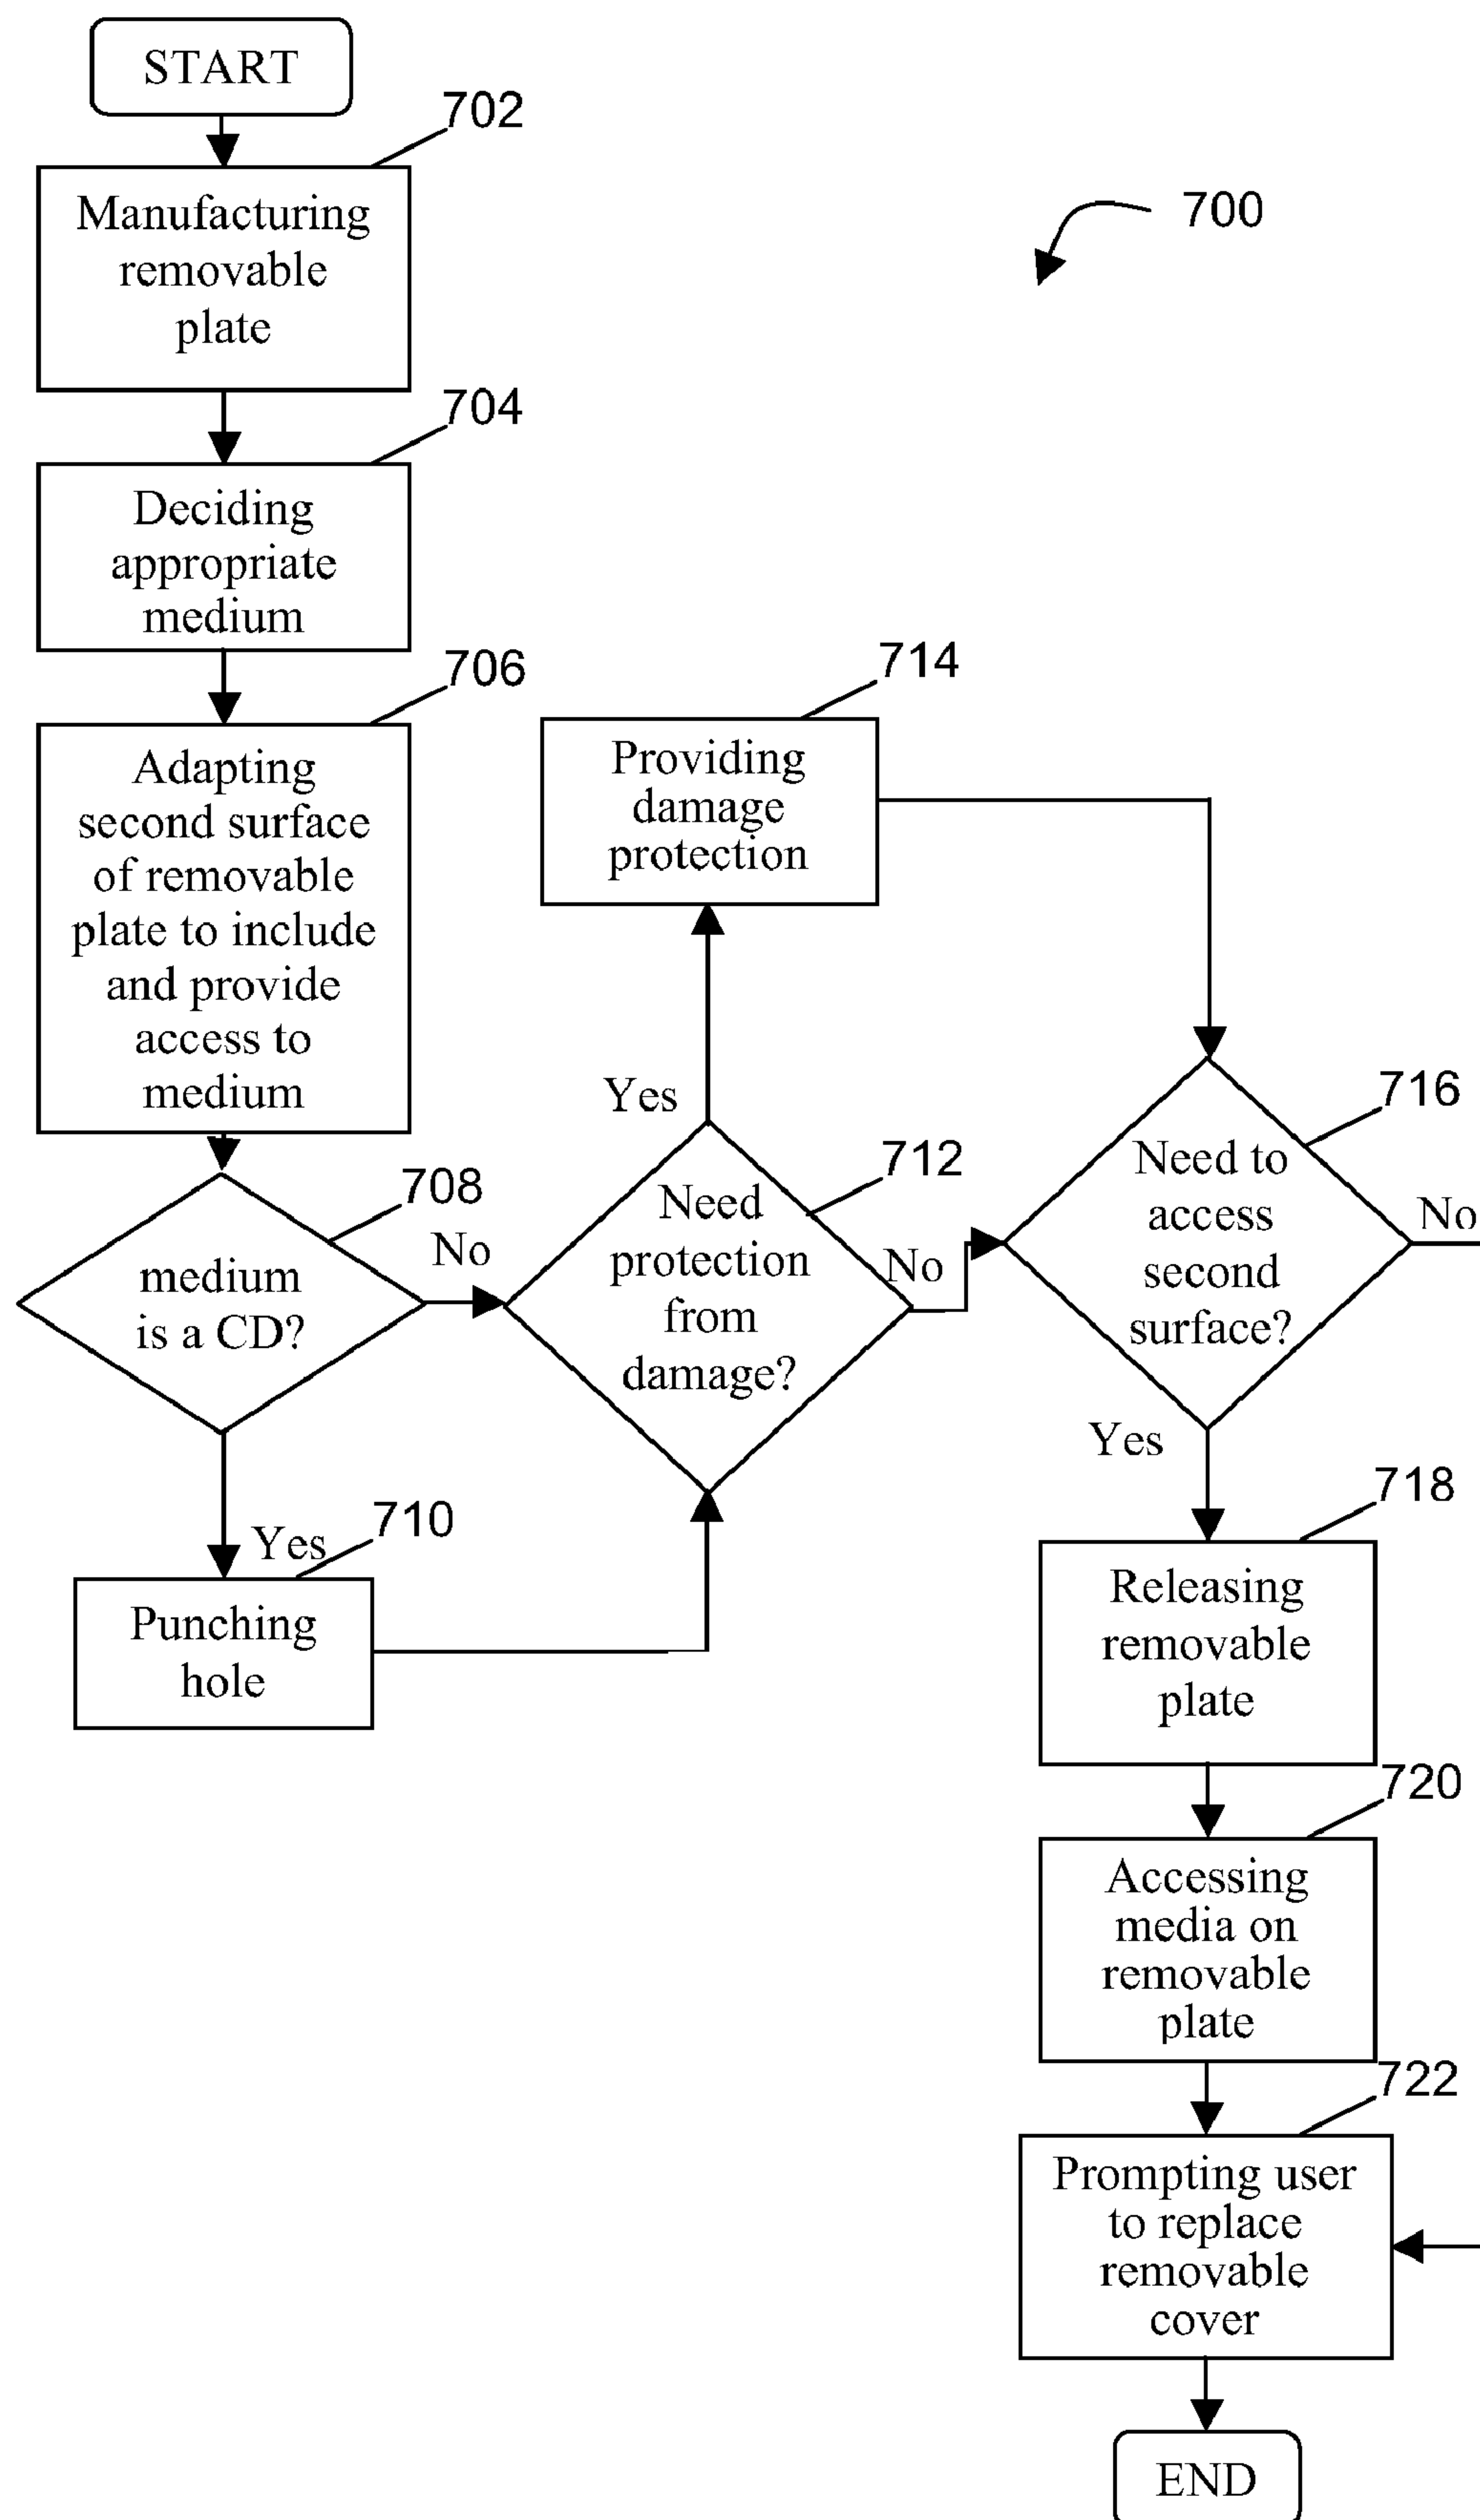 START
702
Manufacturing
removable
plate
700
704
Deciding
appropriate
medium
706
Adapting
second surface
of removable
plate to include
and provide
access to
medium
708
medium
is a CD?
No
Yes
710
Punching
hole
714
Providing
damage
protection
Yes
712
Need
protection
from
damage?
No
716
Need to
access
second
surface?
No
Yes
718
Releasing
removable
plate
720
Accessing
media on
removable
plate
722
Prompting user
to replace
removable
cover
END